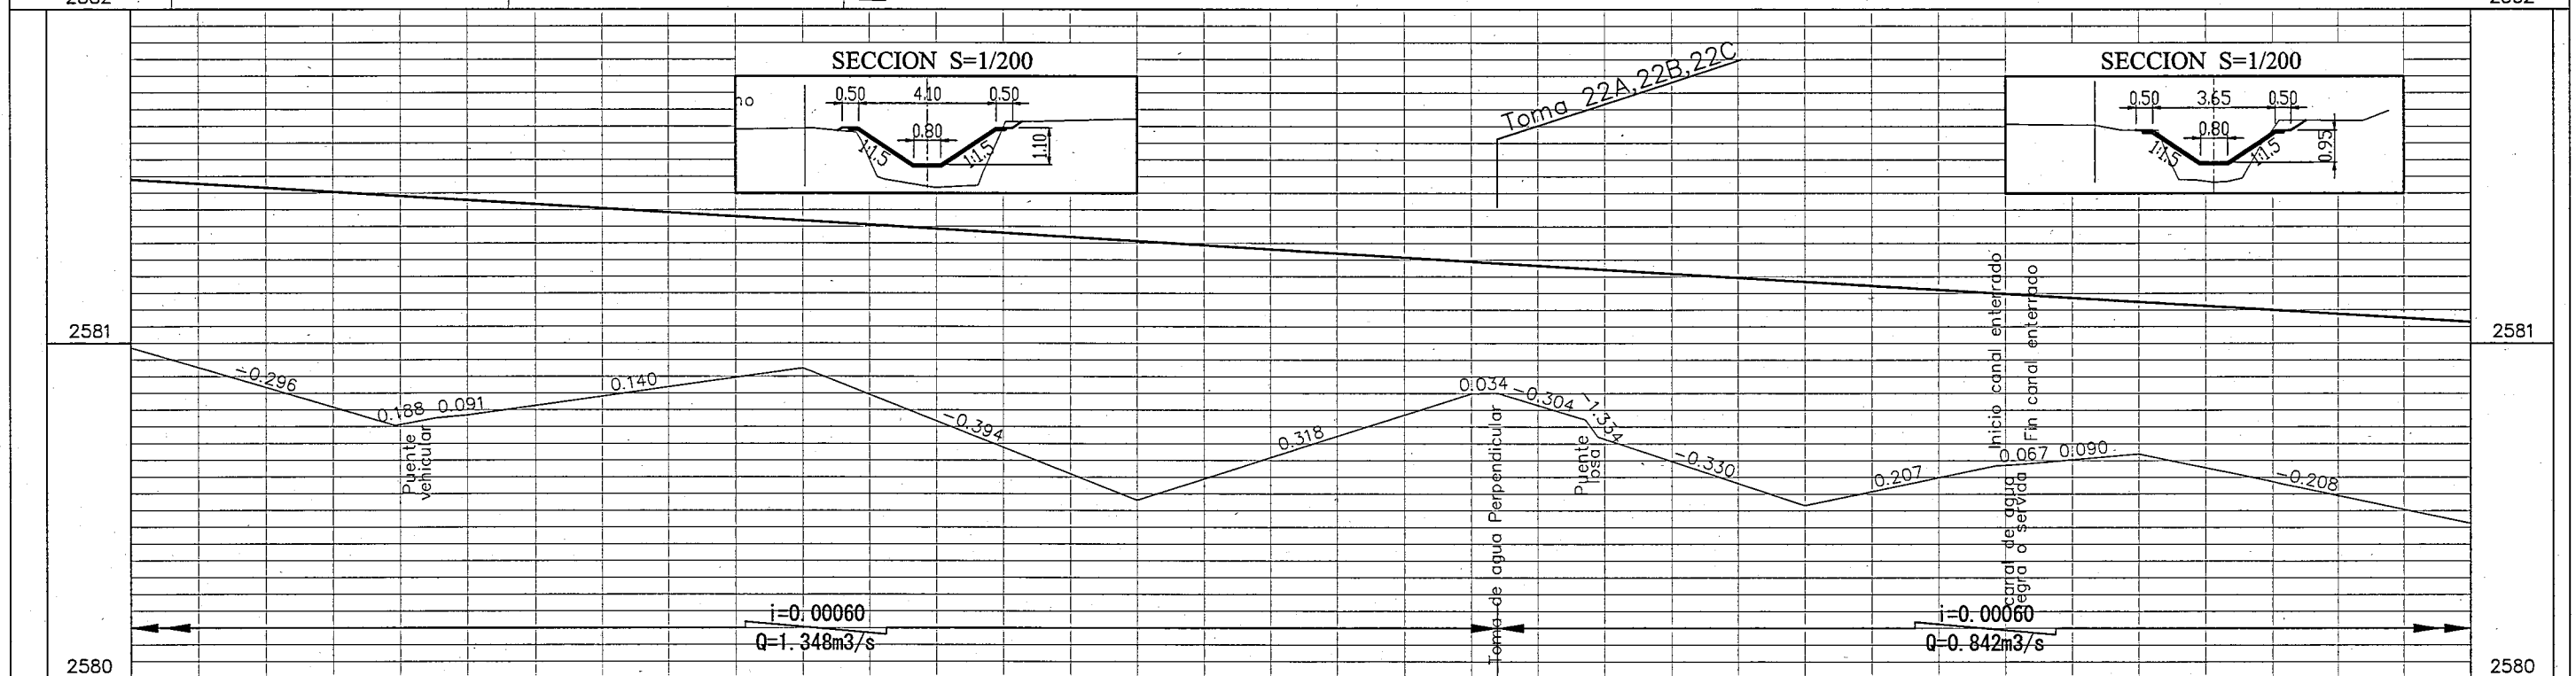 SECCION S=1/200
0.50 4.10 0.50
no
0.80
1:1.5 1:1.5
1.10
Toma 22A,22B,22C
SECCION S=1/200
0.50 3.65 0.50
0.80
1:1.5 1:1.5
0.95
2581
2581
-0.296
0.188 0.091
0.140
-0.394
0.318
0.034
-0.304
-1.334
-0.330
0.207
0.067 0.090
-0.208
Puente
vehicular
Toma de agua Perpendicular
Puente
losa
Inicio canal enterrado
Fin canal enterrado
canal de agua
negra o servida
i=0.00060
Q=1.348m3/s
i=0.00060
Q=0.842m3/s
2580
2580